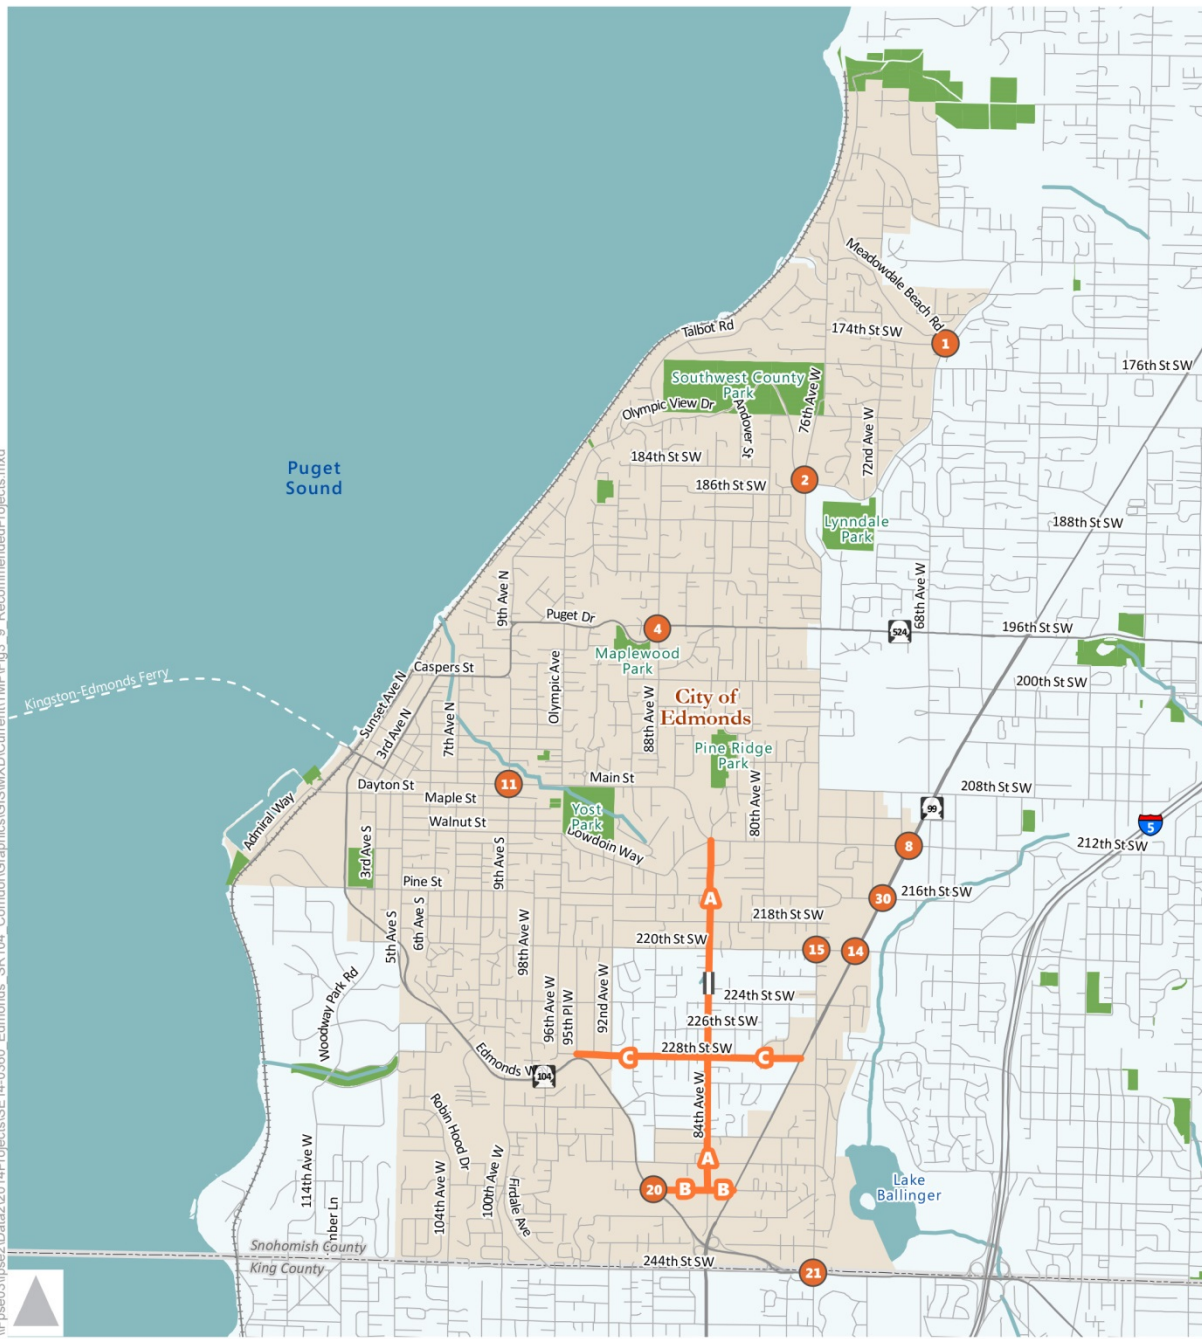 Meadowdale Beach Rd
Talbot Rd
174th St SW
1
176th St SW
Southwest County
Park
76th Ave W
Olympic View Dr
Andover St
72nd Ave W
184th St SW
Puget
Sound
186th St SW
2
Lynndale
Park
188th St SW
9th Ave N
68th Ave W
Puget Dr
4
524
196th St SW
Maplewood
Park
Caspers St
Olympic Ave
200th St SW
Kingston-Edmonds Ferry
Sunset Ave N
3rd Ave N
7th Ave N
88th Ave W
City of
Edmonds
Pine Ridge
Park
Main St
80th Ave W
Dayton St
11
208th St SW
99
Maple St
Yost
Park
Admiral Way
Walnut St
5
Bowdoin Way
8
212th St SW
3rd Ave S
9th Ave S
Pine St
A
30
216th St SW
218th St SW
5th Ave S
6th Ave S
98th Ave W
220th St SW
15
14
Woodway Park Rd
96th Ave W
95th Pl W
92nd Ave W
224th St SW
226th St SW
228th St SW
C
C
Edmonds W
104
84th Ave W
Robin Hood Dr
114th Ave W
104th Ave W
100th Ave W
Firdale Ave
A
20
B
B
Lake
Ballinger
mber Ln
Snohomish County
King County
244th St SW
21